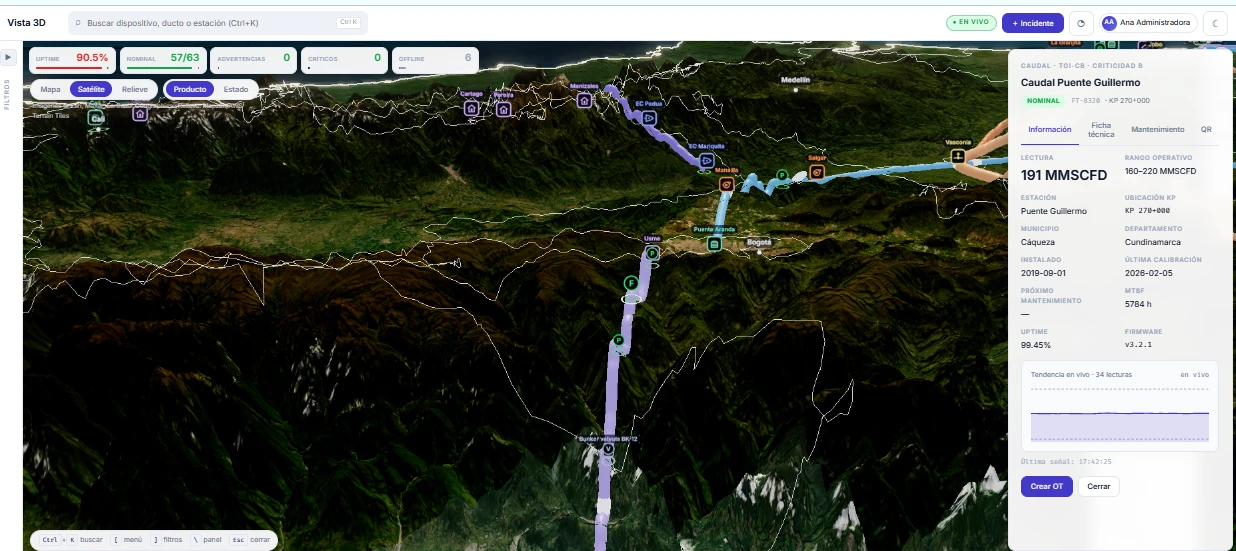 Vista 3D
Buscar dispositivo, ducto o estación (Ctrl+K)
Ctrl K
EN VIVO
+ Incidente
AA
Ana Administradora
FILTROS
UPTIME 90.5%
NOMINAL 57/63
ADVERTENCIAS 0
CRÍTICOS 0
OFFLINE 6
Mapa Satélite Relieve
Producto Estado
Terrain Tiles
Cali
Cartago
Pereira
Manizales
EC Padua
Medellín
EC Mariquita
Mansilla
P
Salgar
Vasconia
La Granjita
Puente Aranda
Bogotá
Usme
P
F
P
Bunker válvula BK-12
V
Ctrl + K buscar [ menú ] filtros \ panel Esc cerrar
CAUDAL · TGI-CB · CRITICIDAD B
Caudal Puente Guillermo
NOMINAL FT-8320 · KP 270+000
Información
Ficha técnica
Mantenimiento
QR
LECTURA
191 MMSCFD
RANGO OPERATIVO
160–220 MMSCFD
ESTACIÓN
Puente Guillermo
UBICACIÓN KP
KP 270+000
MUNICIPIO
Cáqueza
DEPARTAMENTO
Cundinamarca
INSTALADO
2019-09-01
ÚLTIMA CALIBRACIÓN
2026-02-05
PRÓXIMO
MANTENIMIENTO
—
MTBF
5784 h
UPTIME
99.45%
FIRMWARE
v3.2.1
Tendencia en vivo · 34 lecturas
en vivo
Última señal: 17:42:25
Crear OT
Cerrar